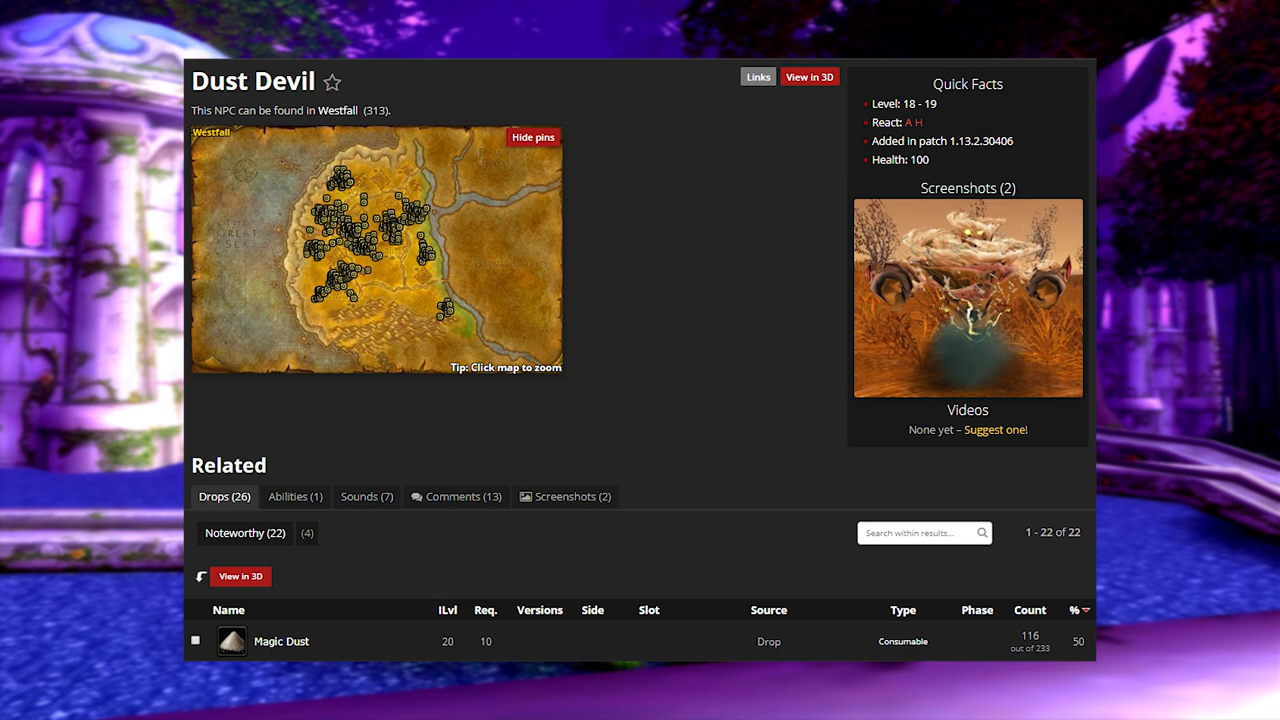 Dust Devil
Links
View in 3D
This NPC can be found in Westfall (313).
Westfall
Hide pins
THE
GREAT
SEA
Tip: Click map to zoom
Quick Facts
Level: 18 - 19
React: A H
Added in patch 1.13.2.30406
Health: 100
Screenshots (2)
Videos
None yet – Suggest one!
Related
Drops (26)
Abilities (1)
Sounds (7)
Comments (13)
Screenshots (2)
Noteworthy (22)
(4)
Search within results...
1 - 22 of 22
View in 3D
Name ILvl Req. Versions Side Slot Source Type Phase Count %
Magic Dust 20 10 Drop Consumable 116 50
out of 233